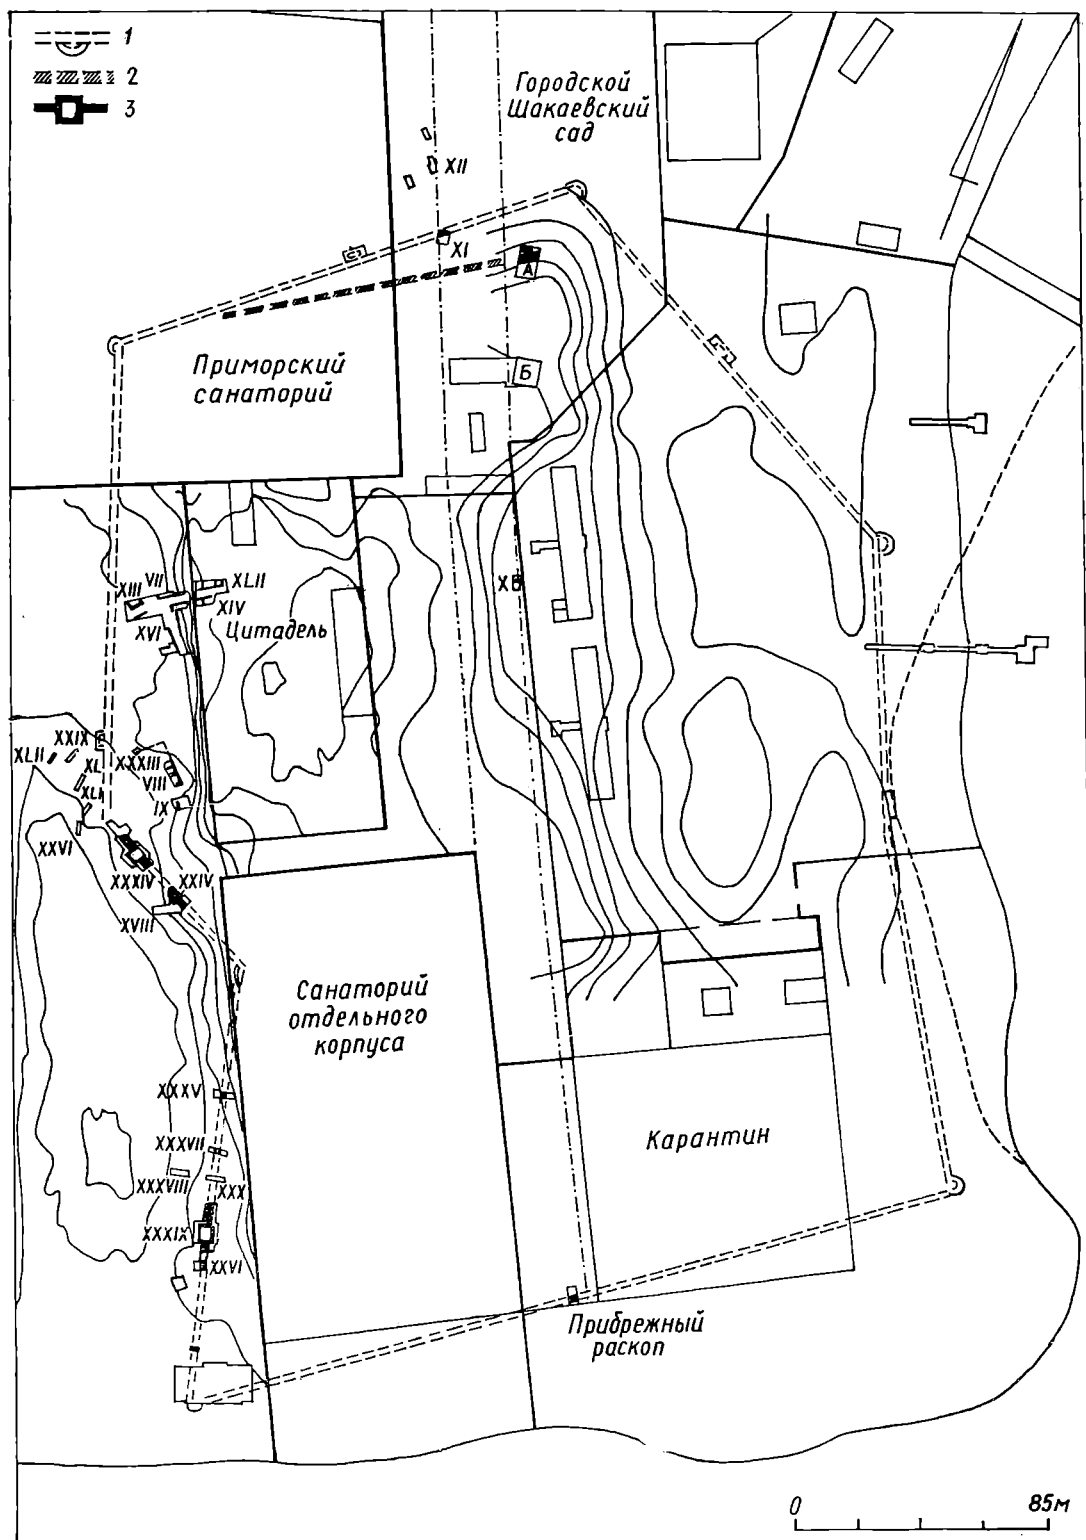 1
2
3
Городской
Шакаевский
сад
XII
XI
А
Приморский
санаторий
Б
XLII
VII
XIII
XIV
XVI
Цитадель
XXIX
XLII
XL
XXXIII
VIII
XLI
IX
XXVI
XXXIV
XXIV
XVIII
Санаторий
отдельного
корпуса
XXXV
Карантин
XXXVII
XXXVIII
XXX
XXXIX
XXVI
Прибрежный
раскоп
0
85м